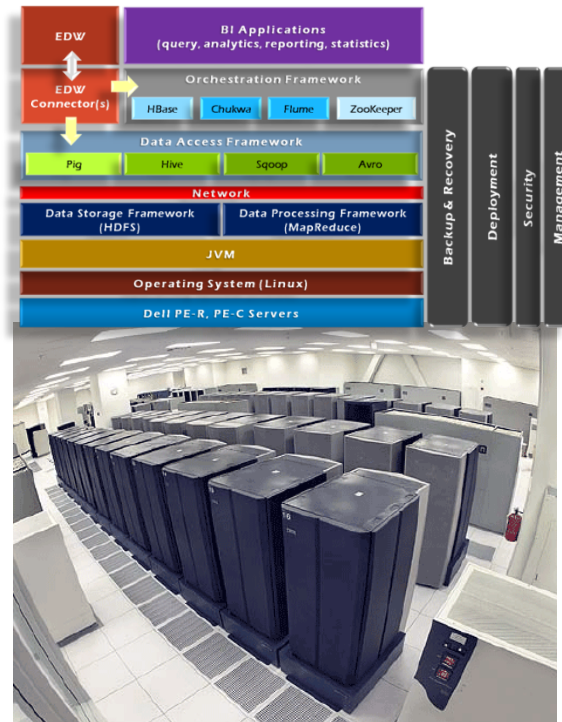 EDW
BI Applications
(query, analytics, reporting, statistics)
EDW
Connector(s)
Orchestration Framework
HBase
Chukwa
Flume
ZooKeeper
Data Access Framework
Pig
Hive
Sqoop
Avro
Network
Data Storage Framework
(HDFS)
Data Processing Framework
(MapReduce)
JVM
Operating System (Linux)
Dell PE-R, PE-C Servers
Backup & Recovery
Deployment
Security
Management
16